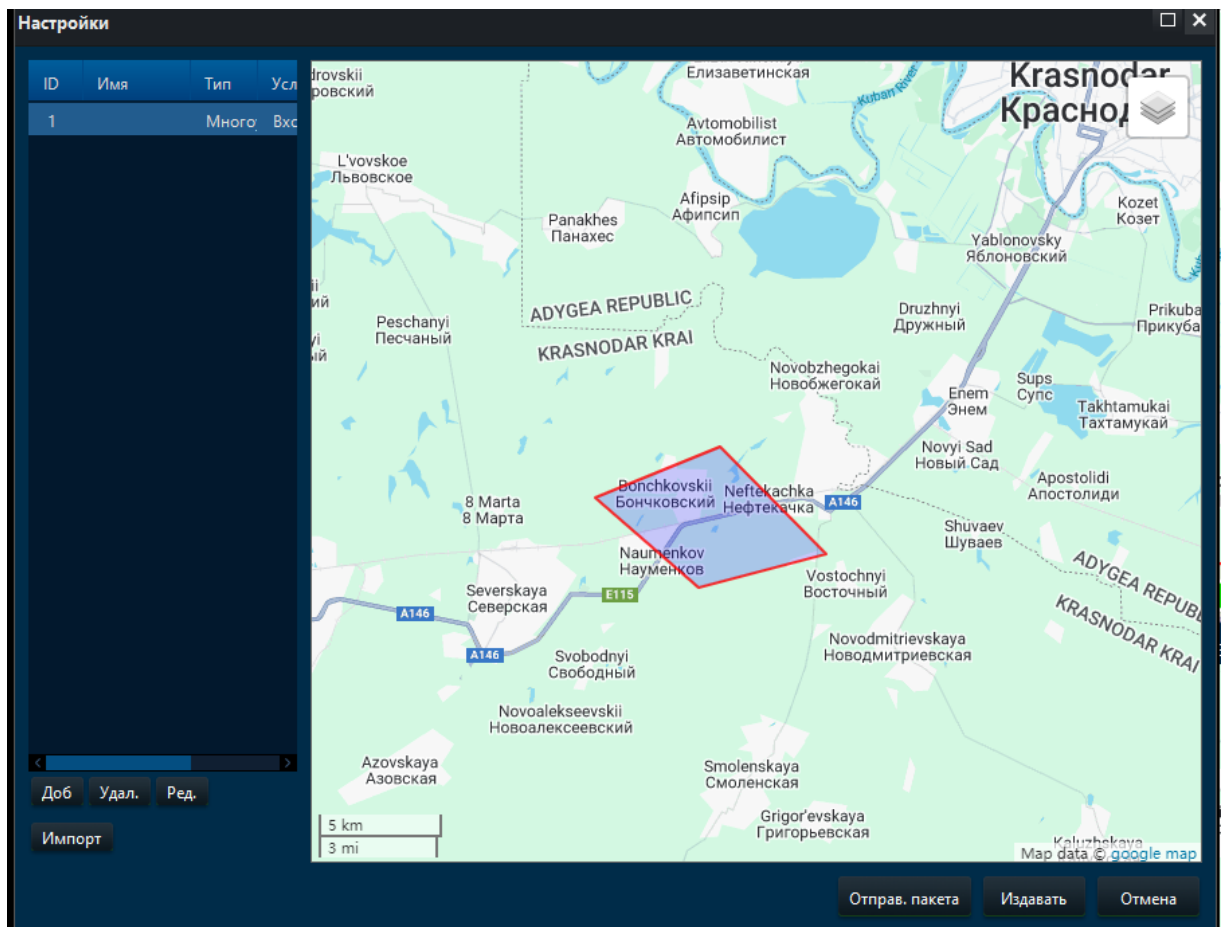 Настройки
ID Имя Тип Усл
1 Много Вхс
drovskii
ровский
Елизаветинская
Kuban River
Krasnodar
Avtomobilist
Автомобилист
L'vovskoe
Львовское
Afipsip
Афипсип
Panakhes
Панахес
Kozet
Козет
Yablonovsky
Яблоновский
ADYGEA REPUBLIC
KRASNODAR KRAI
Peschanyi
Песчаный
Druzhnyi
Дружный
Prikuba
Прикуба
Novobzhegokai
Новобжегокай
Enem
Энем
Sups
Супс
Takhtamukai
Тахтамукай
Novyi Sad
Новый Сад
Apostolidi
Апостолиди
Bonchkovskii
Бончковский
Neftekachka
Нефтекачка
A146
8 Marta
8 Марта
Shuvaev
Шуваев
Naumenkov
Науменков
Vostochnyi
Восточный
ADYGEA REPUBL
KRASNODAR KRAI
Severskaya
Северская
E115
A146
A146
Svobodnyi
Свободный
Novodmitrievskaya
Новодмитриевская
Novoalekseevskii
Новоалексеевский
Azovskaya
Азовская
Smolenskaya
Смоленская
Grigor'evskaya
Григорьевская
Kaluzhskaya
5 km
3 mi
Map data © google map
Доб Удал. Ред.
Импорт
Отправ. пакета Издавать Отмена